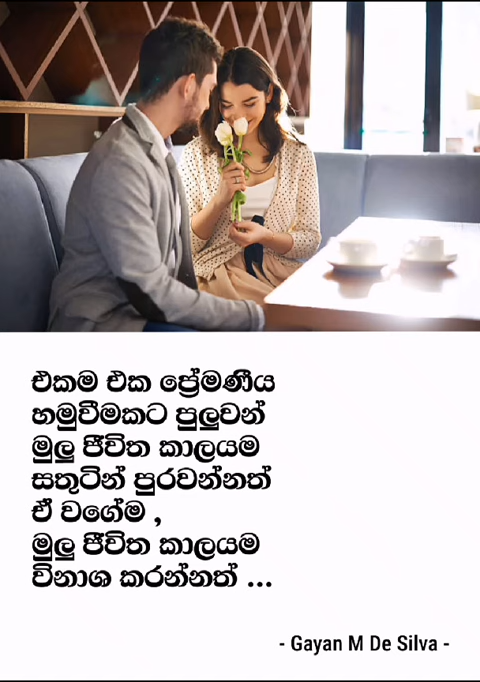 එකම එක ප්‍රේමණීය
හමුවීමකට පුලුවන්
මුලු ජීවිත කාලයම
සතුටින් පුරවන්නත්
ඒ වගේම ,
මුලු ජීවිත කාලයම
විනාශ කරන්නත් ...
- Gayan M De Silva -